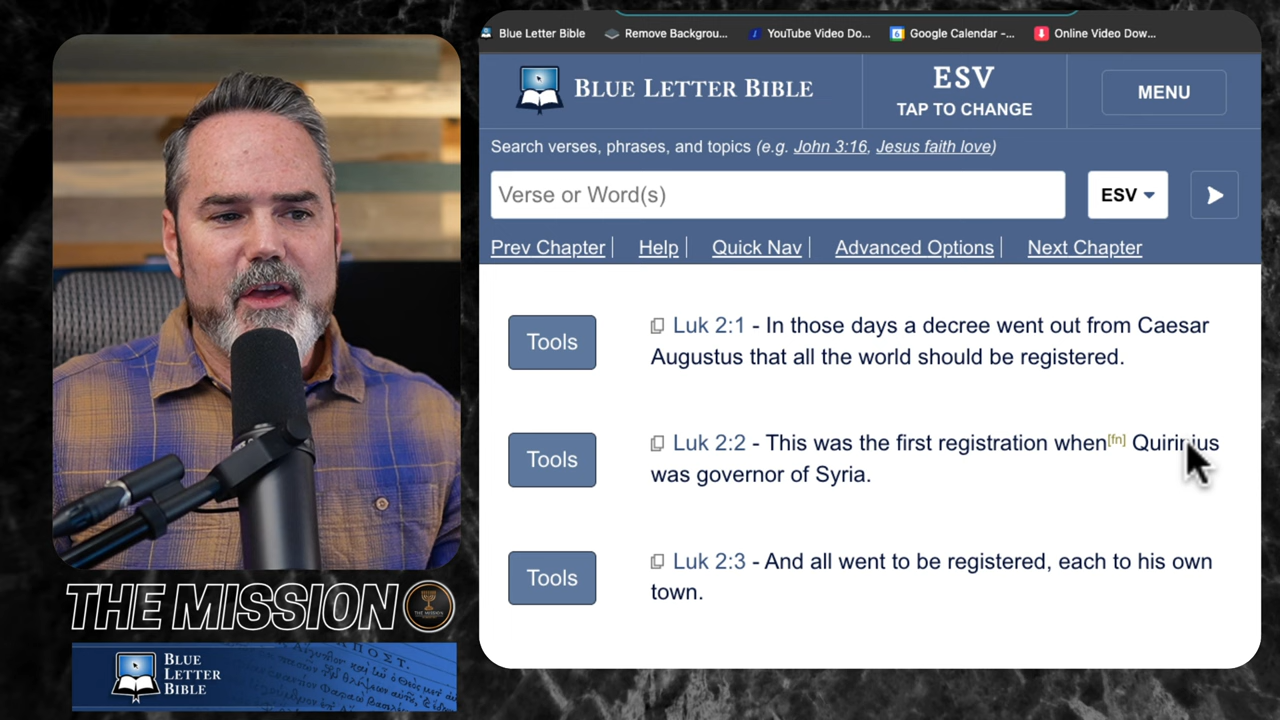 Blue Letter Bible
Remove Backgrou...
YouTube Video Do...
Google Calendar -...
Online Video Dow...
BLUE LETTER BIBLE
ESV
TAP TO CHANGE
MENU
Search verses, phrases, and topics (e.g. John 3:16, Jesus faith love)
Verse or Word(s)
ESV
Prev Chapter
Help
Quick Nav
Advanced Options
Next Chapter
Tools
Luk 2:1 - In those days a decree went out from Caesar
Augustus that all the world should be registered.
Tools
Luk 2:2 - This was the first registration when[fn] Quirinius
was governor of Syria.
Tools
Luk 2:3 - And all went to be registered, each to his own
town.
THE MISSION
BLUE
LETTER
BIBLE